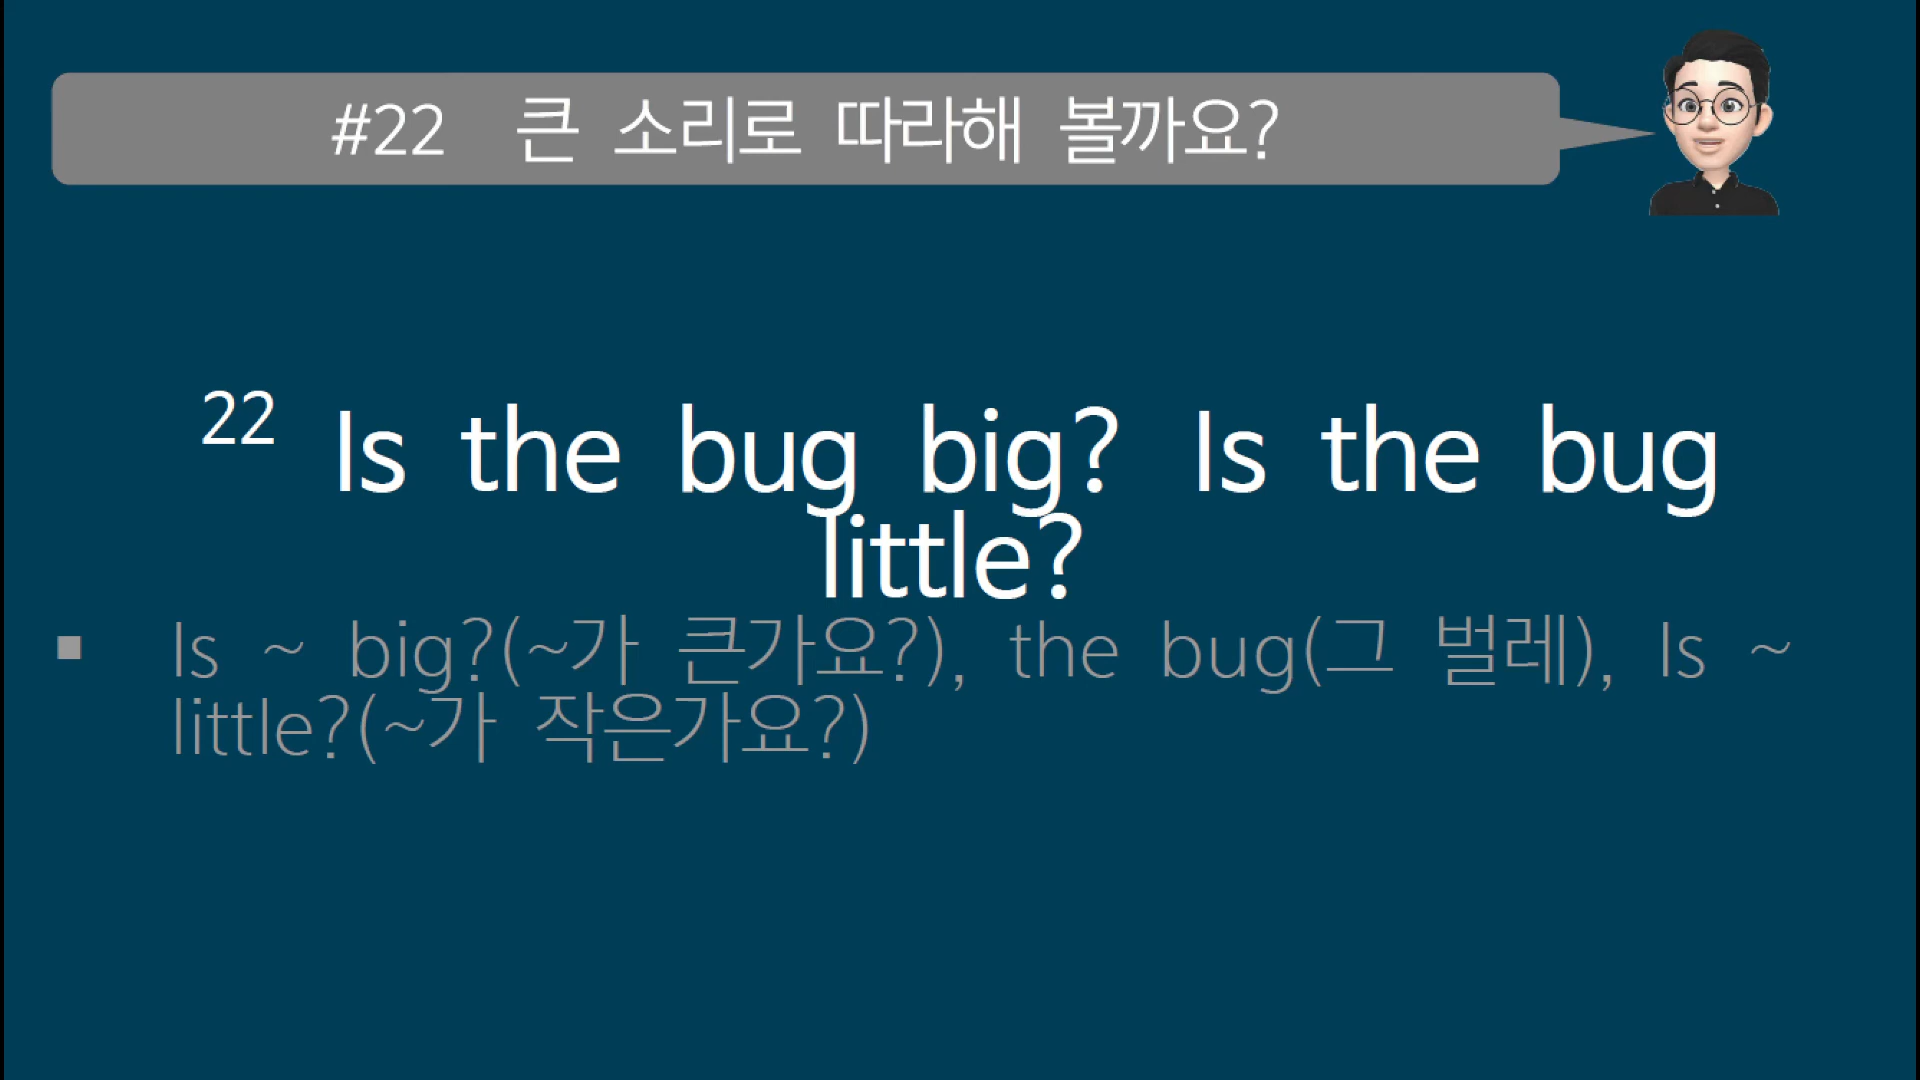 #22 큰 소리로 따라해 볼까요?
22 Is the bug big? Is the bug
little?
▪ Is ~ big?(~가 큰가요?), the bug(그 벌레), Is ~
little?(~가 작은가요?)